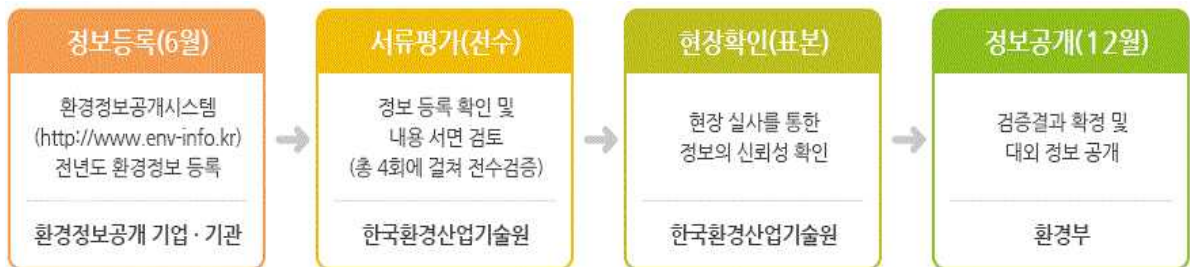 정보등록(6월)
환경정보공개시스템
(http://www.env-info.kr)
전년도 환경정보 등록
환경정보공개 기업 · 기관
서류평가(전수)
정보 등록 확인 및
내용 서면 검토
(총 4회에 걸쳐 전수검증)
한국환경산업기술원
현장확인(표본)
현장 실사를 통한
정보의 신뢰성 확인
한국환경산업기술원
정보공개(12월)
검증결과 확정 및
대외 정보 공개
환경부